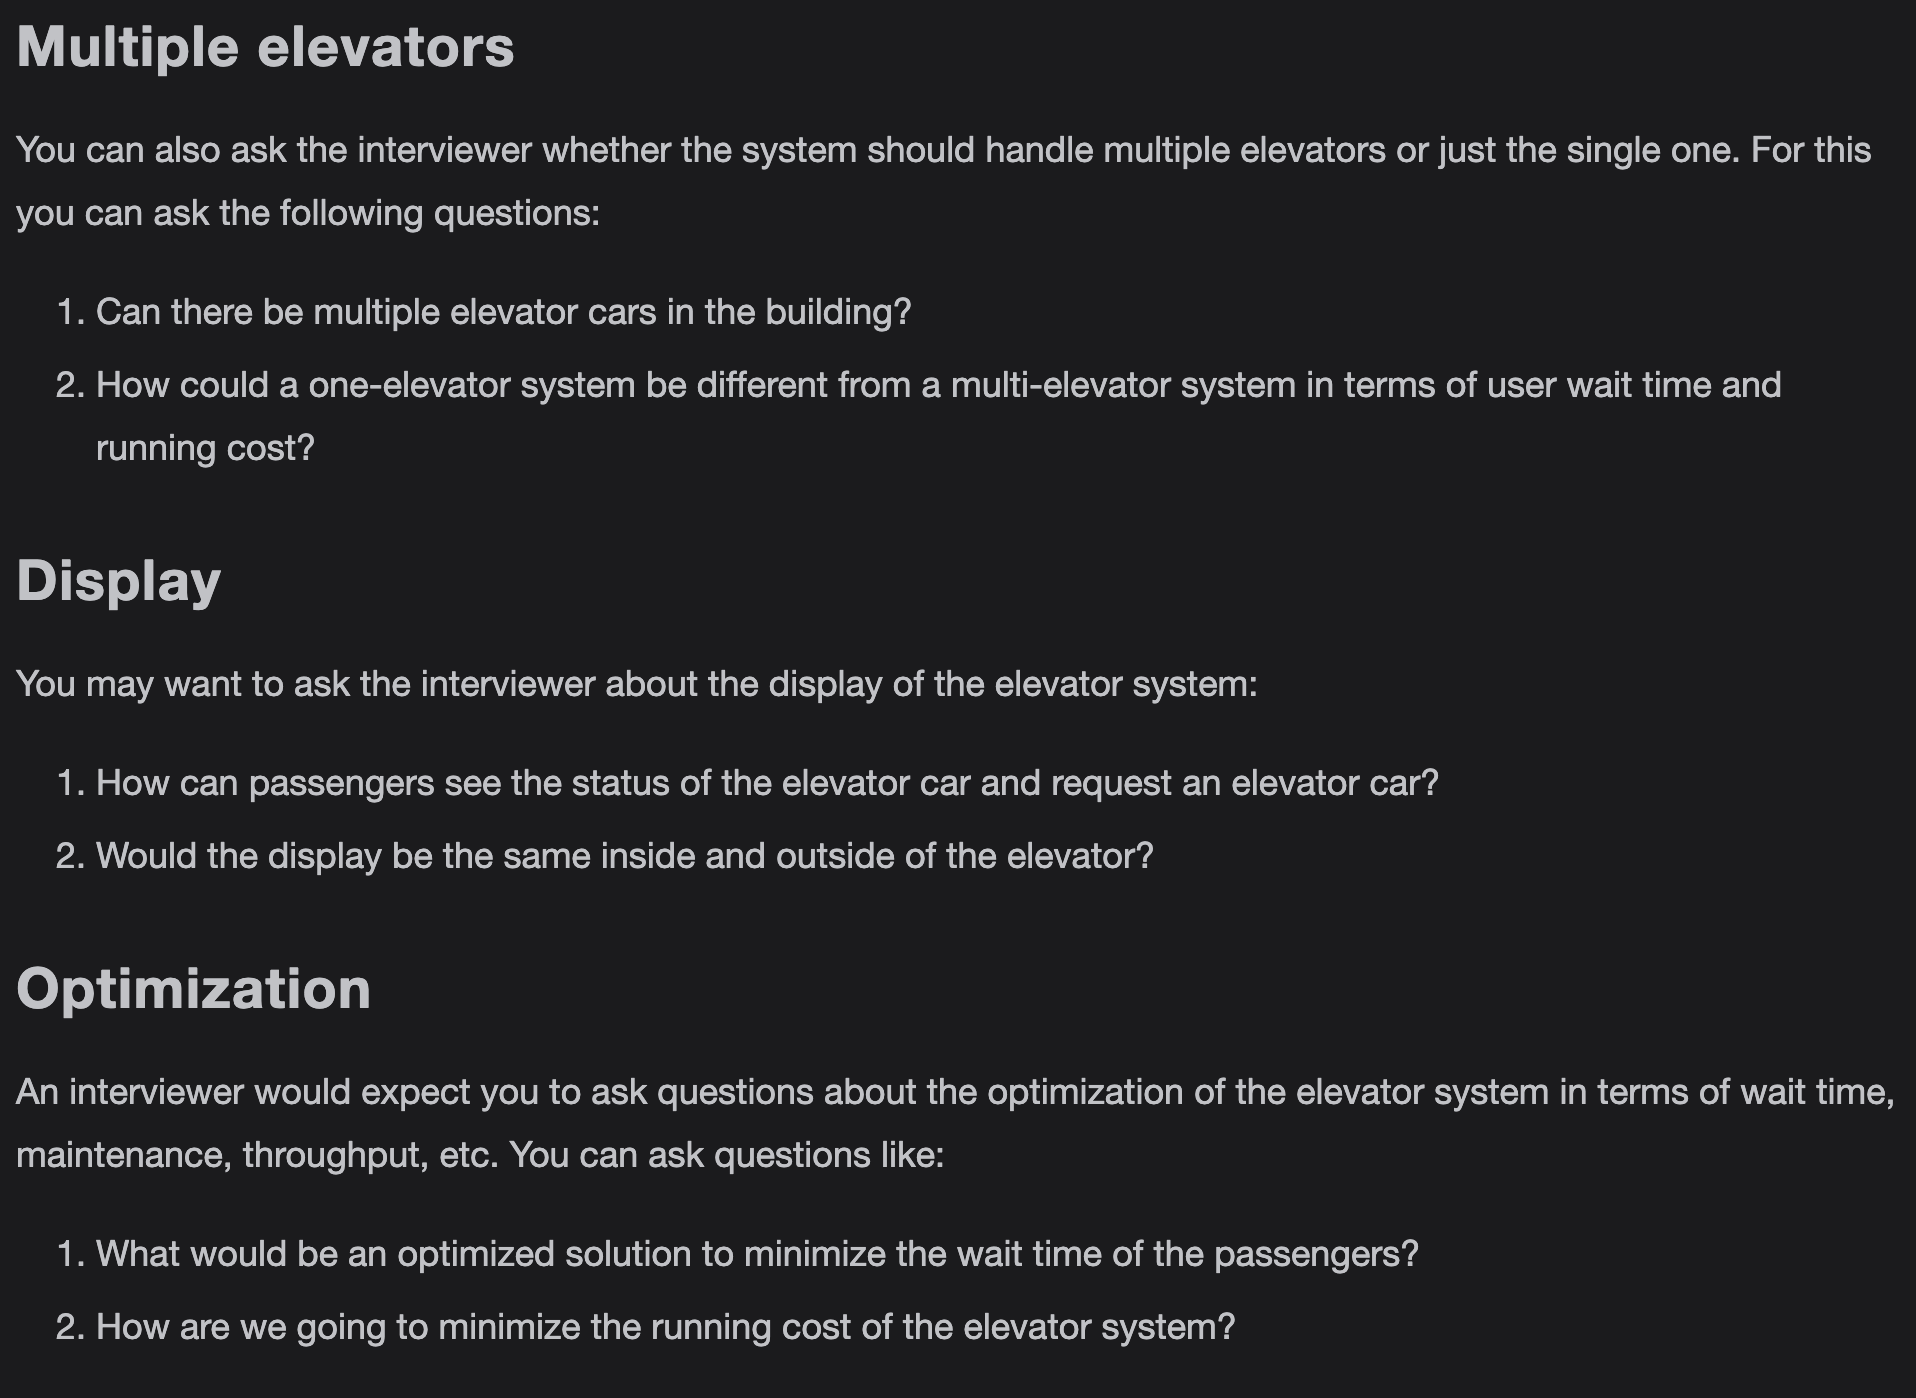 Multiple elevators
You can also ask the interviewer whether the system should handle multiple elevators or just the single one. For this
you can ask the following questions:
1. Can there be multiple elevator cars in the building?
2. How could a one-elevator system be different from a multi-elevator system in terms of user wait time and
running cost?
Display
You may want to ask the interviewer about the display of the elevator system:
1. How can passengers see the status of the elevator car and request an elevator car?
2. Would the display be the same inside and outside of the elevator?
Optimization
An interviewer would expect you to ask questions about the optimization of the elevator system in terms of wait time,
maintenance, throughput, etc. You can ask questions like:
1. What would be an optimized solution to minimize the wait time of the passengers?
2. How are we going to minimize the running cost of the elevator system?